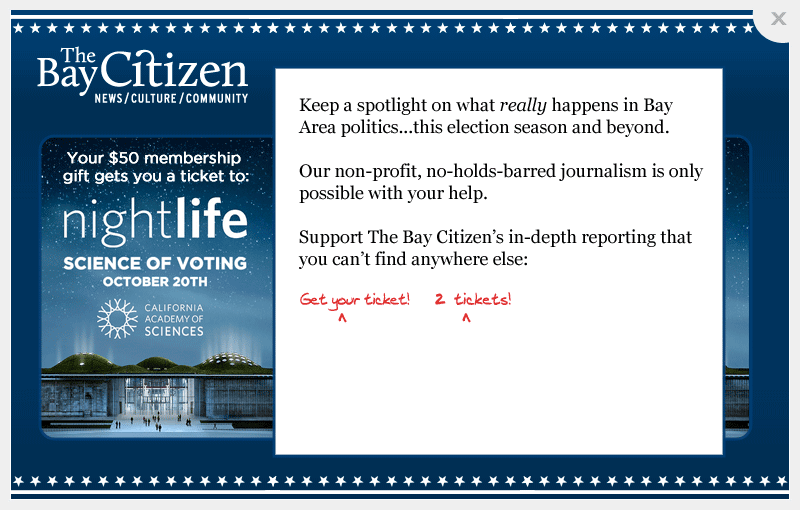 The
Bay Citizen
NEWS/CULTURE/COMMUNITY
Your $50 membership
gift gets you a ticket to:
nightlife
SCIENCE OF VOTING
OCTOBER 20TH
CALIFORNIA
ACADEMY OF
SCIENCES
Keep a spotlight on what really happens in Bay
Area politics...this election season and beyond.
Our non-profit, no-holds-barred journalism is only
possible with your help.
Support The Bay Citizen's in-depth reporting that
you can't find anywhere else:
Get your ticket! 2 tickets!